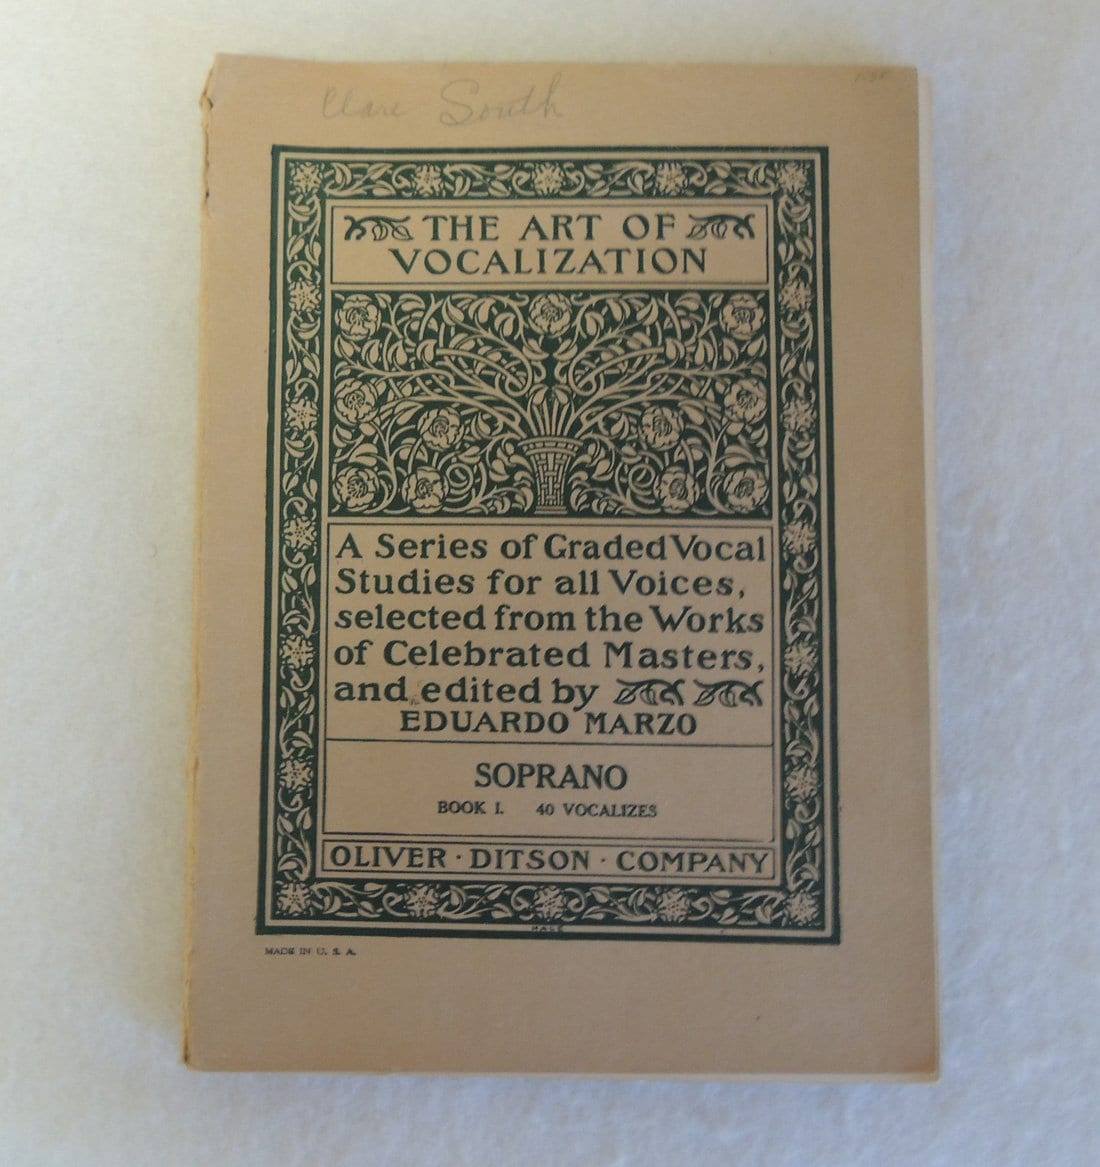 Clare South
THE ART OF
VOCALIZATION
A Series of Graded Vocal
Studies for all Voices,
selected from the Works
of Celebrated Masters,
and edited by
EDUARDO MARZO
SOPRANO
BOOK I. 40 VOCALIZES
OLIVER · DITSON · COMPANY
HALE
MADE IN U. S. A.